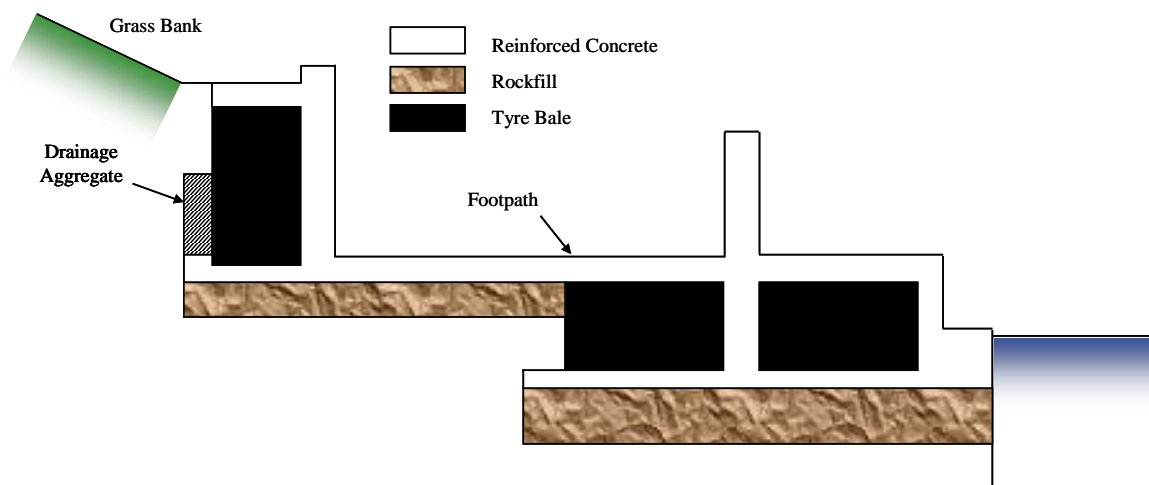 Grass Bank
Reinforced Concrete
Rockfill
Tyre Bale
Drainage
Aggregate
Footpath